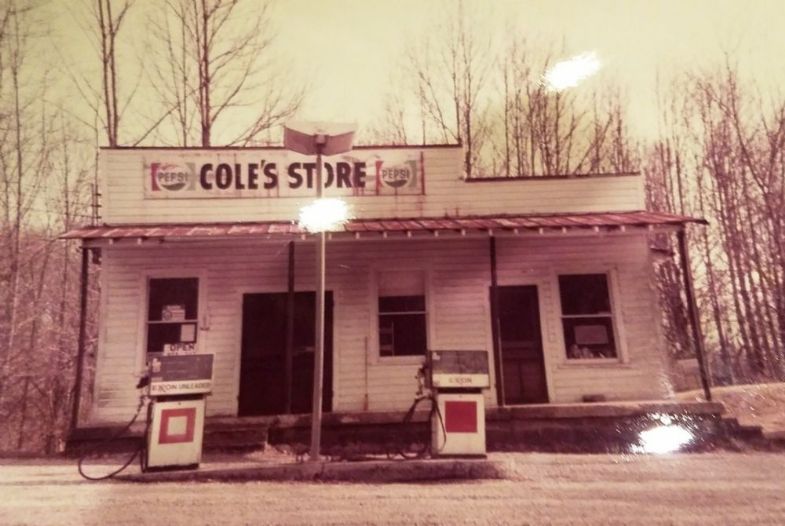 PEPSI COLE'S STORE PEPSI
OPEN
EXXON UNLEADED
EXXON